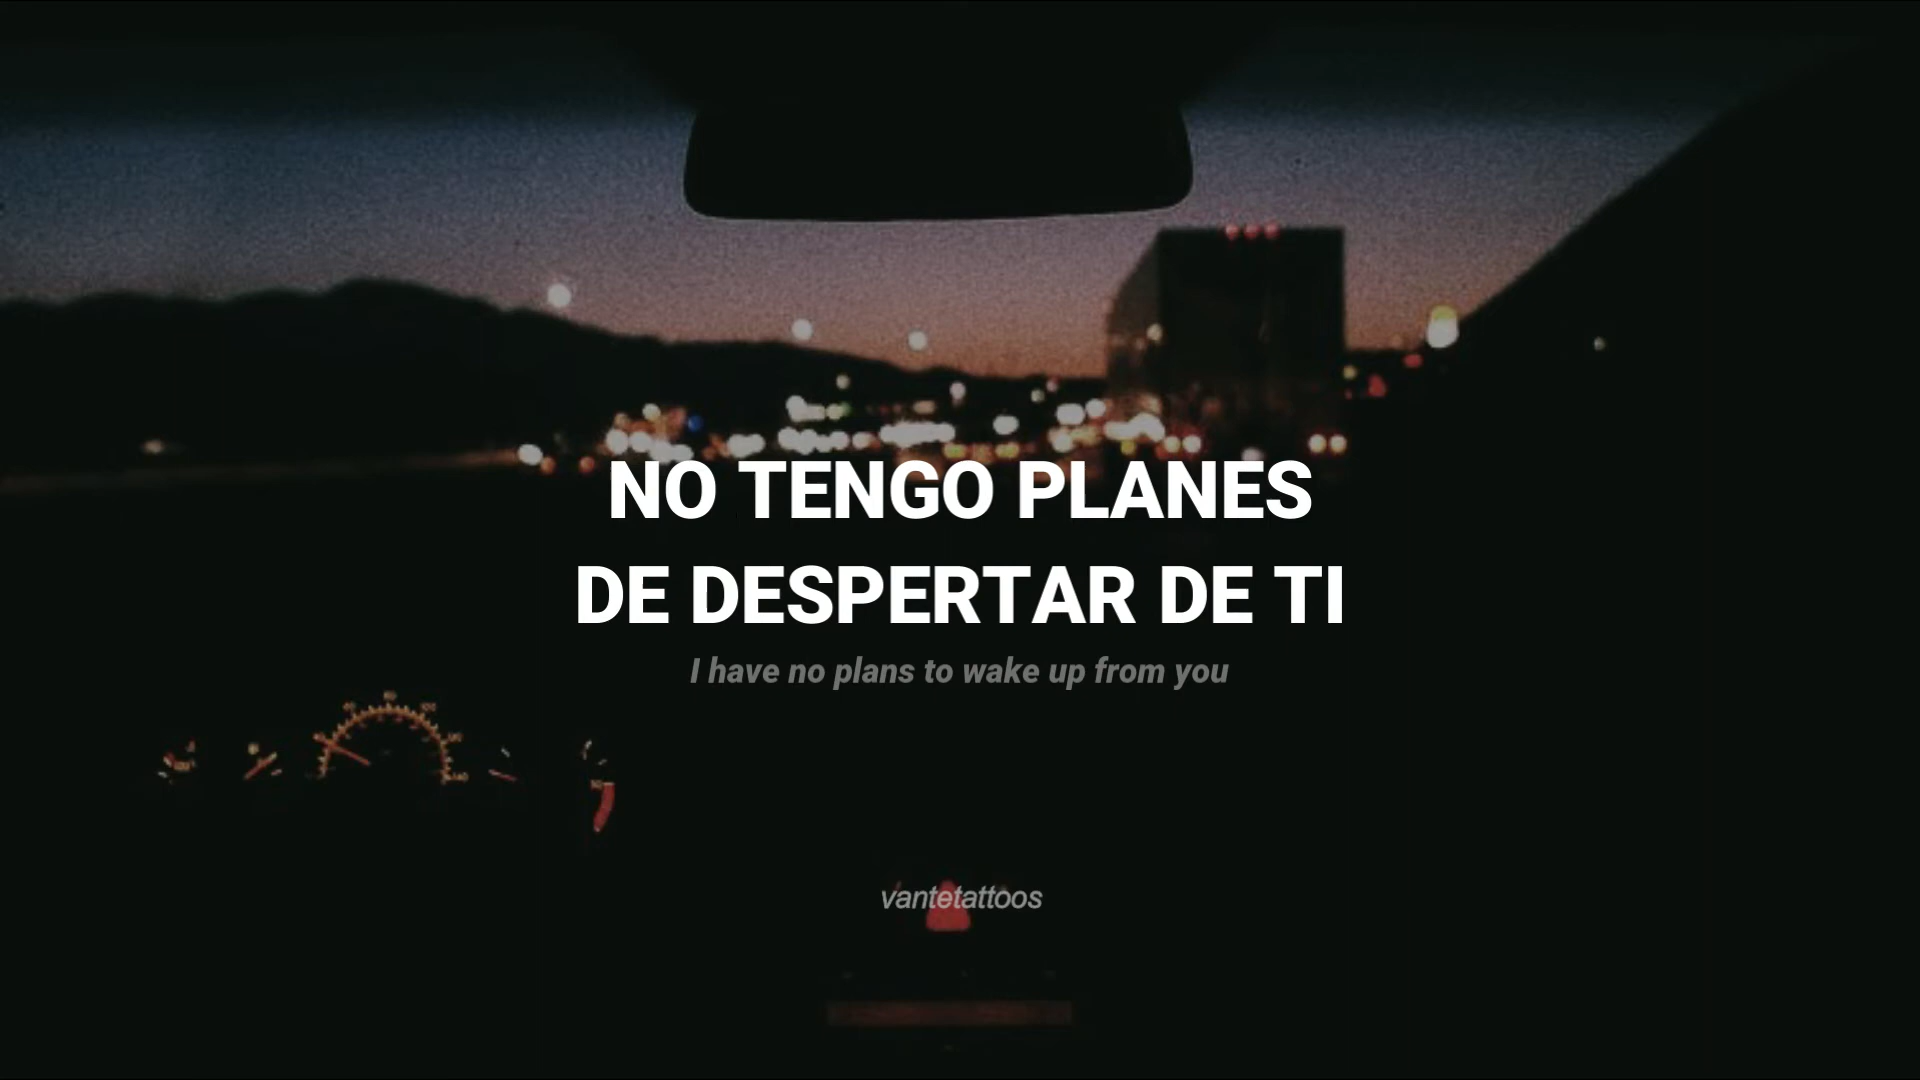 NO TENGO PLANES
DE DESPERTAR DE TI
I have no plans to wake up from you
vantetattoos